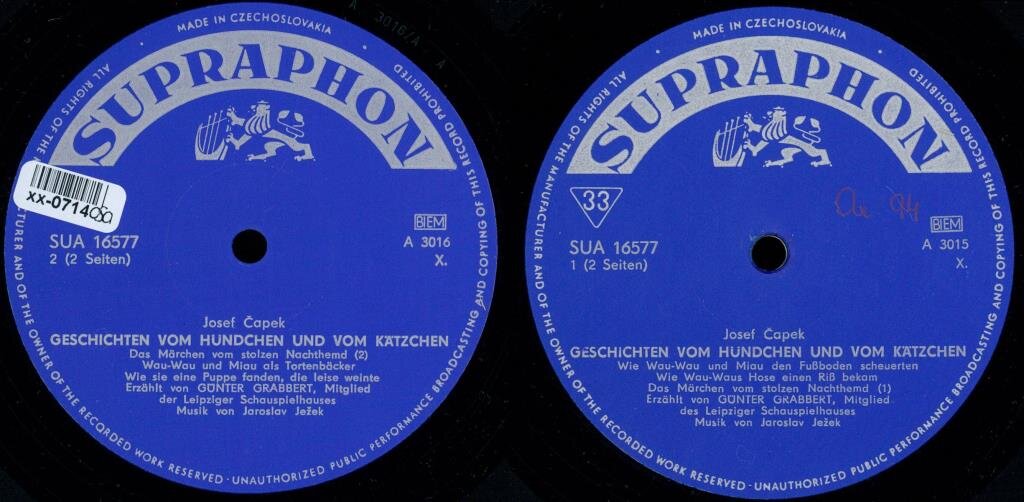 A 3016/A
A
MADE IN CZECHOSLOVAKIA
ALL RIGHTS OF THE
TURER AND OF THE OWNER OF THE RECORDED WORK RESERVED · UNAUTHORIZED PUBLIC PERFORMANCE BROADCASTING AND COPYING OF THIS RECORD PROHIBITED
SUPRAPHON
xx-0714
SUA 16577
2 (2 Seiten)
BIEM
A 3016
X.
Josef Čapek
GESCHICHTEN VOM HUNDCHEN UND VOM KÄTZCHEN
Das Märchen vom stolzen Nachthemd (2)
Wau-Wau und Miau als Tortenbäcker
Wie sie eine Puppe fanden, die leise weinte
Erzählt von GÜNTER GRABBERT, Mitglied
der Leipziger Schauspielhauses
Musik von Jaroslav Ježek
MADE IN CZECHOSLOVAKIA
ALL RIGHTS OF THE MANUFACTURER AND OF THE OWNER OF THE RECORDED WORK RESERVED · UNAUTHORIZED PUBLIC PERFORMANCE BROADCASTING AND COPYING OF THIS RECORD PROHIBITED
SUPRAPHON
33
SUA 16577
1 (2 Seiten)
BIEM
A 3015
X.
Josef Čapek
GESCHICHTEN VOM HUNDCHEN UND VOM KÄTZCHEN
Wie Wau-Wau und Miau den Fußboden scheuerten
Wie Wau-Waus Hose einen Riß bekam
Das Märchen vom stolzen Nachthemd (1)
Erzählt von GÜNTER GRABBERT, Mitglied
des Leipziger Schauspielhauses
Musik von Jaroslav Ježek